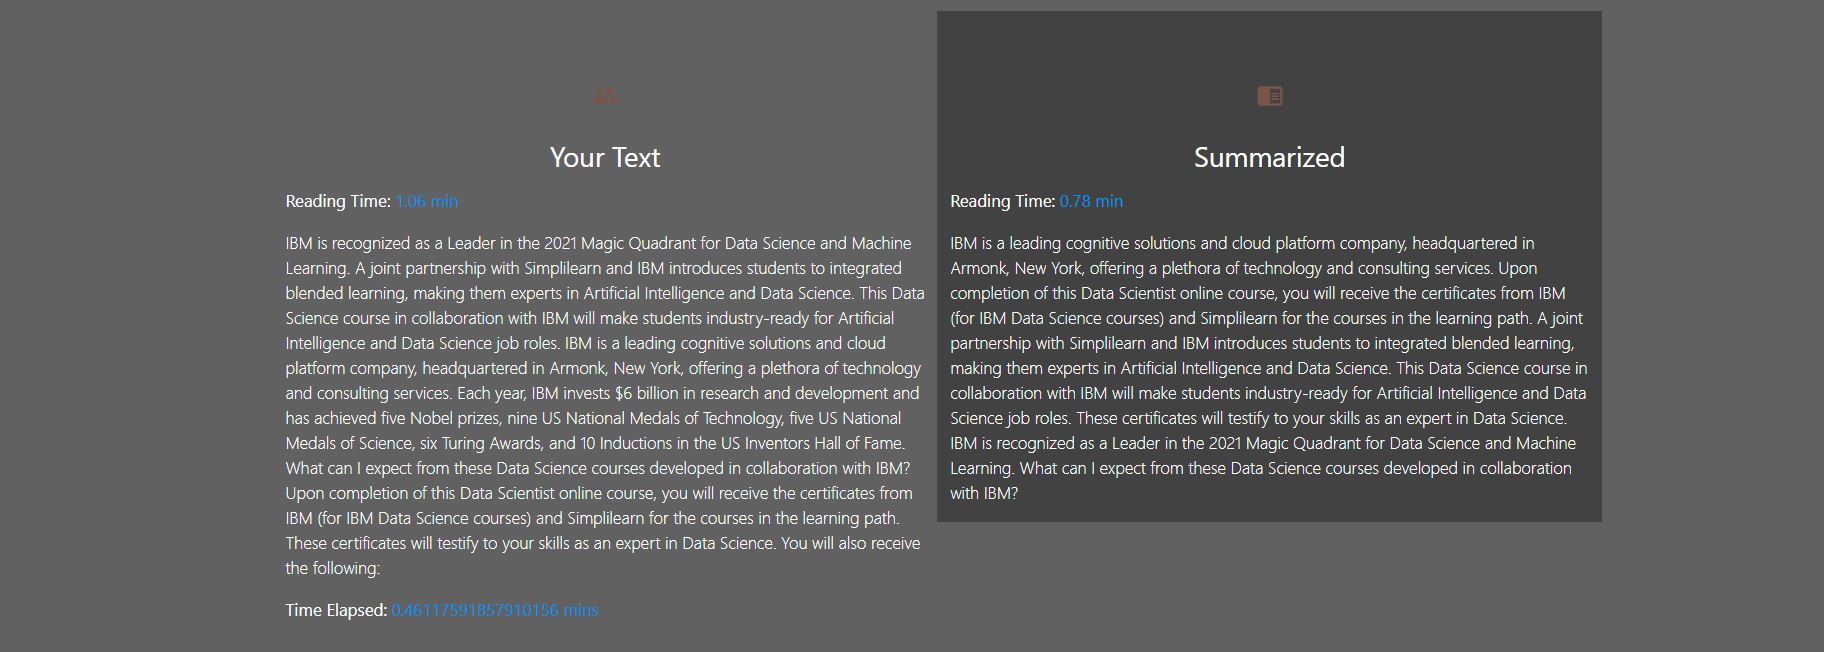 Your Text
Reading Time: 1.06 min
IBM is recognized as a Leader in the 2021 Magic Quadrant for Data Science and Machine
Learning. A joint partnership with Simplilearn and IBM introduces students to integrated
blended learning, making them experts in Artificial Intelligence and Data Science. This Data
Science course in collaboration with IBM will make students industry-ready for Artificial
Intelligence and Data Science job roles. IBM is a leading cognitive solutions and cloud
platform company, headquartered in Armonk, New York, offering a plethora of technology
and consulting services. Each year, IBM invests $6 billion in research and development and
has achieved five Nobel prizes, nine US National Medals of Technology, five US National
Medals of Science, six Turing Awards, and 10 Inductions in the US Inventors Hall of Fame.
What can I expect from these Data Science courses developed in collaboration with IBM?
Upon completion of this Data Scientist online course, you will receive the certificates from
IBM (for IBM Data Science courses) and Simplilearn for the courses in the learning path.
These certificates will testify to your skills as an expert in Data Science. You will also receive
the following:
Time Elapsed: 0.46117591857910156 mins
Summarized
Reading Time: 0.78 min
IBM is a leading cognitive solutions and cloud platform company, headquartered in
Armonk, New York, offering a plethora of technology and consulting services. Upon
completion of this Data Scientist online course, you will receive the certificates from IBM
(for IBM Data Science courses) and Simplilearn for the courses in the learning path. A joint
partnership with Simplilearn and IBM introduces students to integrated blended learning,
making them experts in Artificial Intelligence and Data Science. This Data Science course in
collaboration with IBM will make students industry-ready for Artificial Intelligence and Data
Science job roles. These certificates will testify to your skills as an expert in Data Science.
IBM is recognized as a Leader in the 2021 Magic Quadrant for Data Science and Machine
Learning. What can I expect from these Data Science courses developed in collaboration
with IBM?